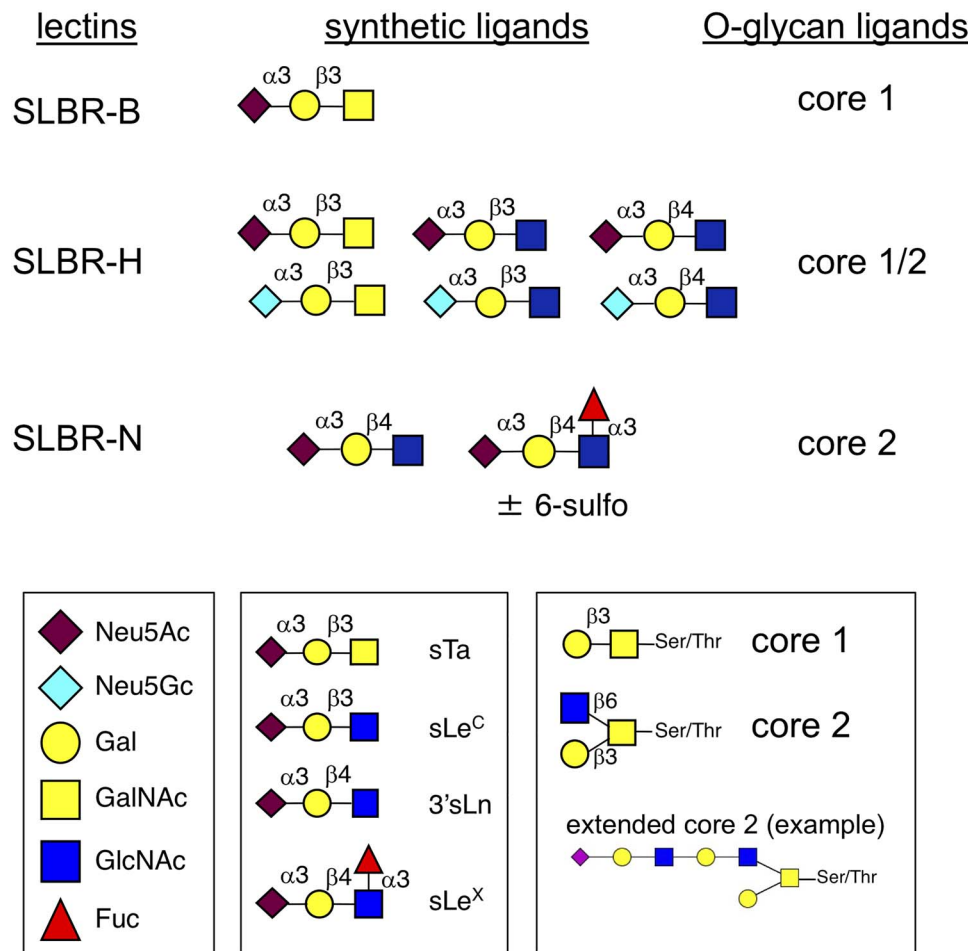 lectins synthetic ligands O-glycan ligands
α3 β3
SLBR-B core 1
α3 β3 α3 β3 α3 β4
SLBR-H core 1/2
α3 β3 α3 β3 α3 β4
α3 β4 α3 β4 α3
SLBR-N core 2
± 6-sulfo
Neu5Ac
Neu5Gc
Gal
GalNAc
GlcNAc
Fuc
α3 β3
sTa
α3 β3
sLeC
α3 β4
3'sLn
α3 β4 α3
sLeX
β3
Ser/Thr core 1
β6
Ser/Thr core 2
β3
extended core 2 (example)
Ser/Thr